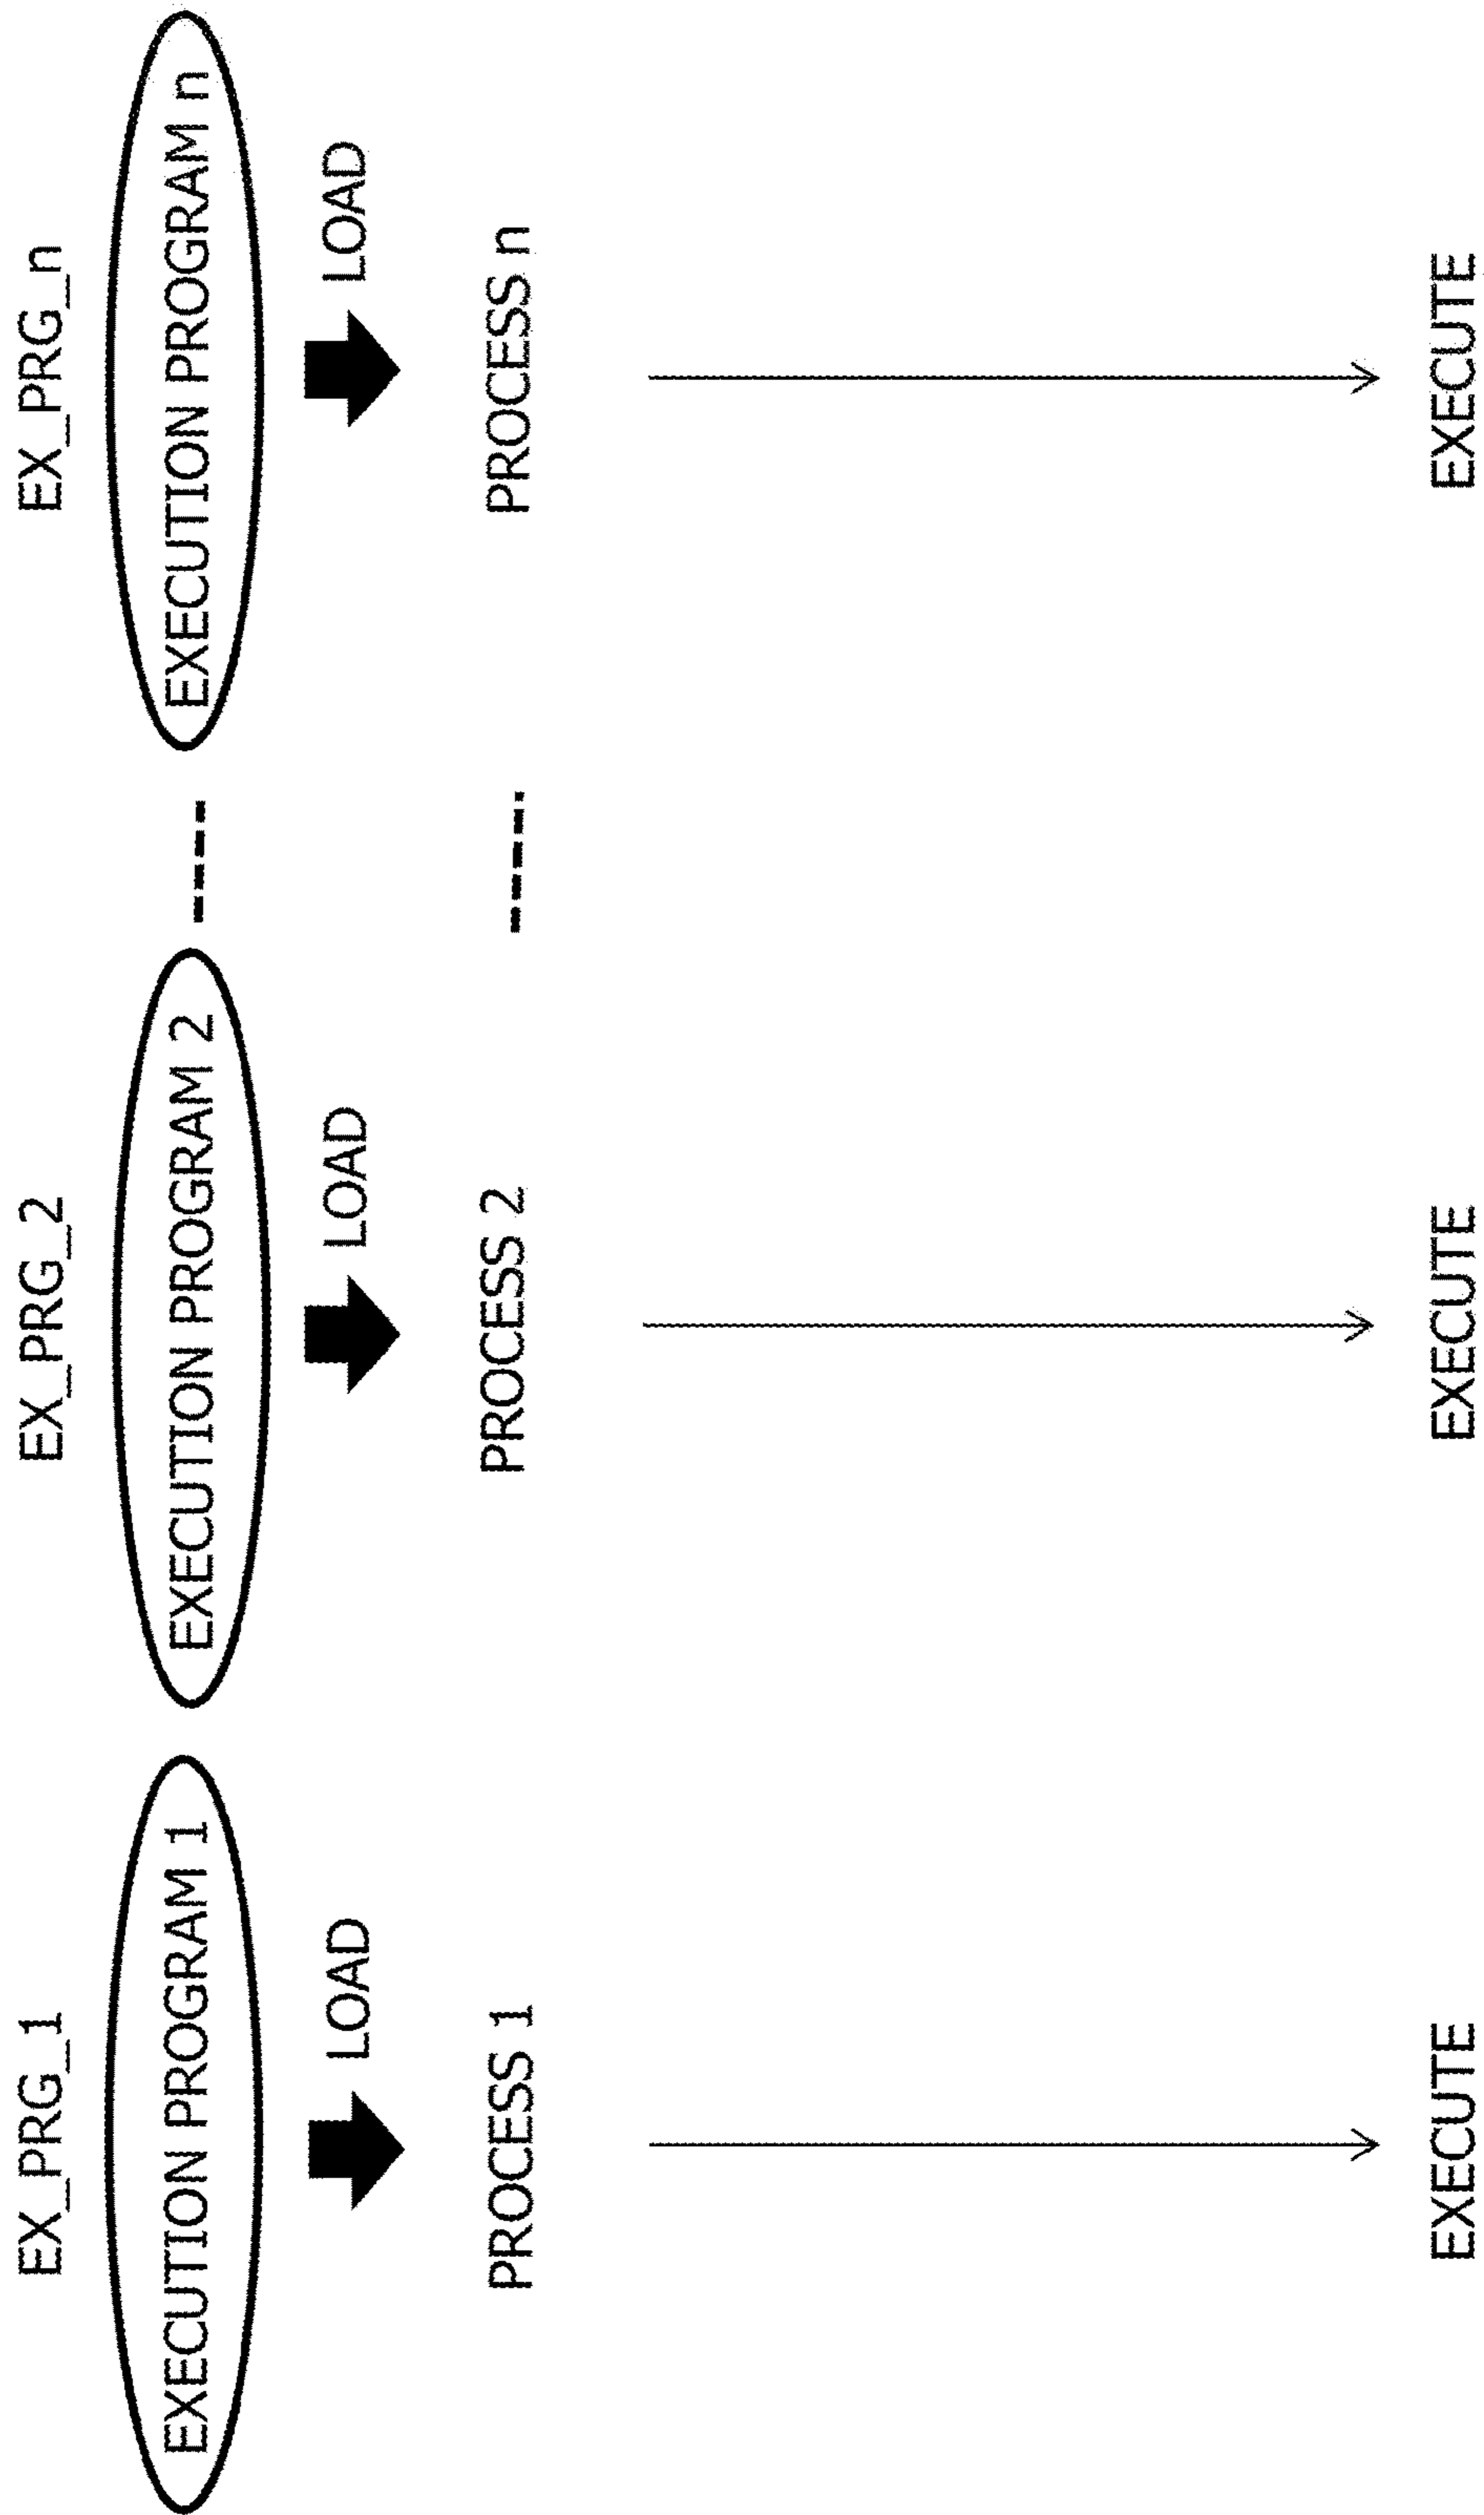 EX_PRG_1
EX_PRG_2
EX_PRG_n
EXECUTION PROGRAM 1
EXECUTION PROGRAM 2
EXECUTION PROGRAM n
LOAD
LOAD
LOAD
PROCESS 1
PROCESS 2
PROCESS n
EXECUTE
EXECUTE
EXECUTE